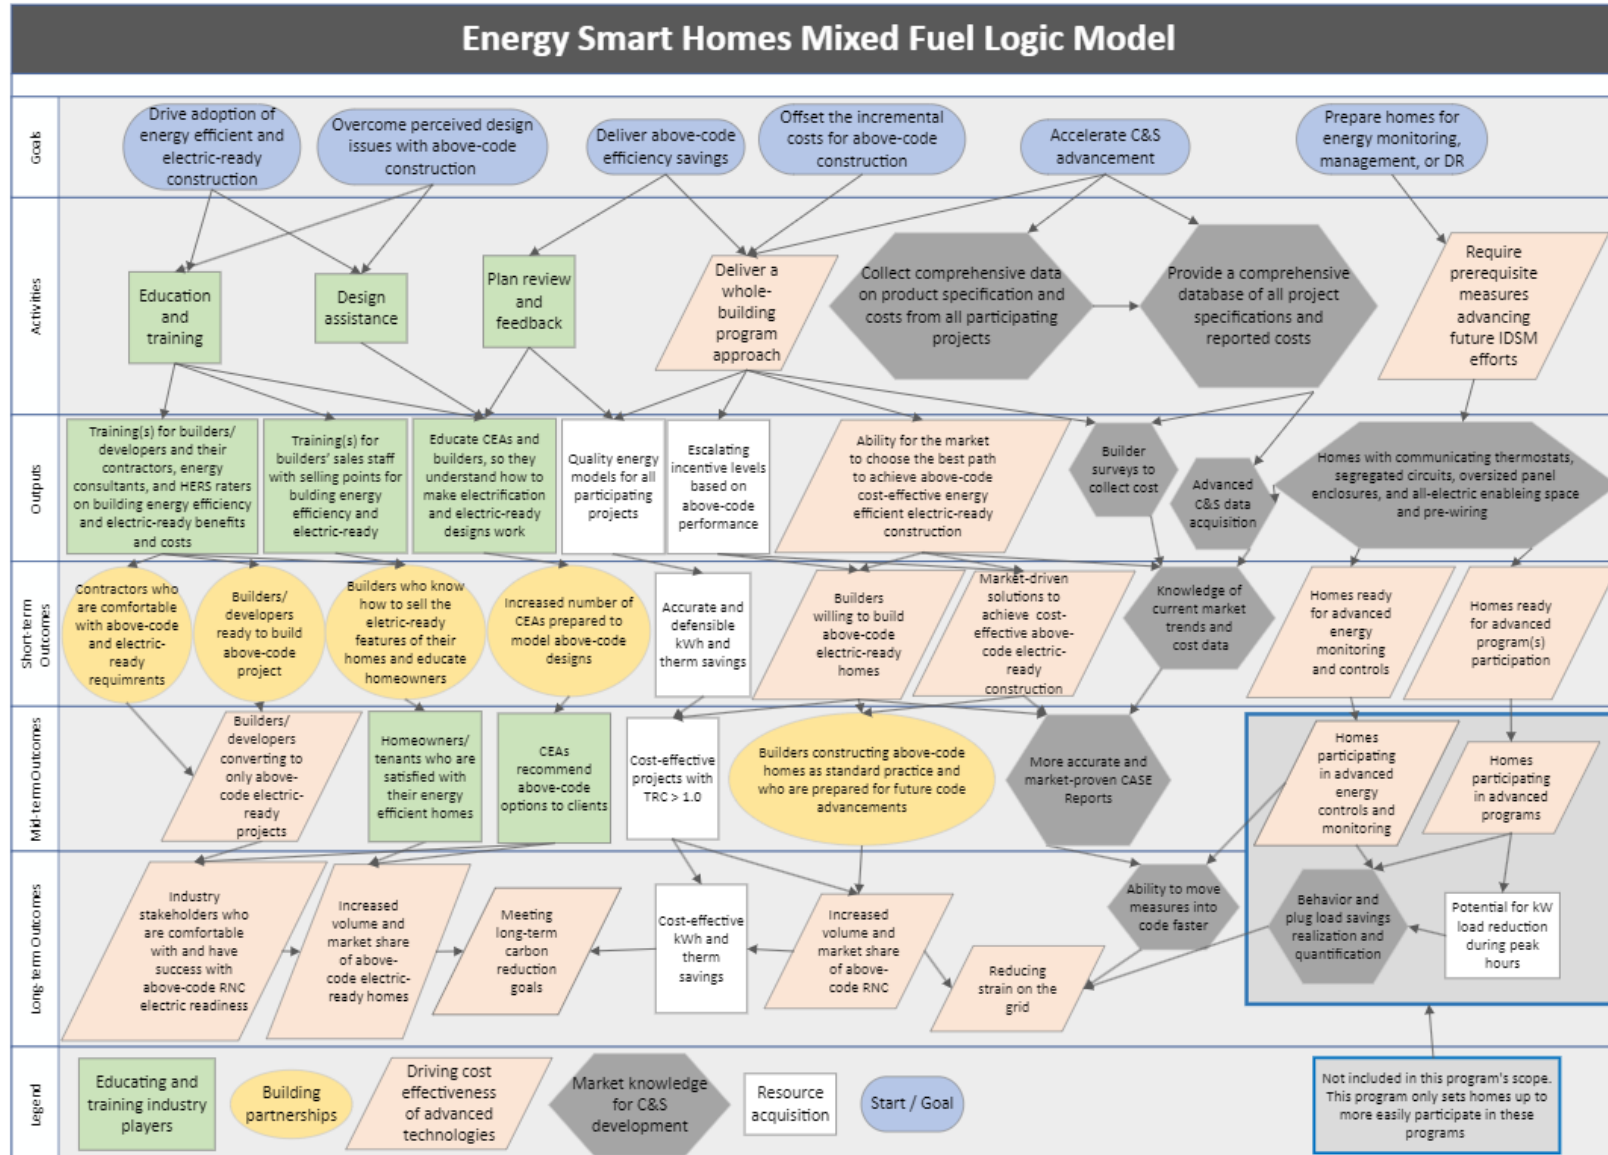 Energy Smart Homes Mixed Fuel Logic Model
Goals
Drive adoption of
energy efficient and
electric-ready
construction
Overcome perceived design
issues with above-code
construction
Deliver above-code
efficiency savings
Offset the incremental
costs for above-code
construction
Accelerate C&S
advancement
Prepare homes for
energy monitoring,
management, or DR
Activities
Education
and
training
Design
assistance
Plan review
and
feedback
Deliver a
whole-
building
program
approach
Collect comprehensive data
on product specification and
costs from all participating
projects
Provide a comprehensive
database of all project
specifications and
reported costs
Require
prerequisite
measures
advancing
future IDSM
efforts
Outputs
Training(s) for builders/
developers and their
contractors, energy
consultants, and HERS raters
on building energy efficiency
and electric-ready benefits
and costs
Training(s) for
builders' sales staff
with selling points for
bulding energy
efficiency and
electric-ready
Educate CEAs and
builders, so they
understand how to
make electrification
and electric-ready
designs work
Quality energy
models for all
participating
projects
Escalating
incentive levels
based on
above-code
performance
Ability for the market
to choose the best path
to achieve above-code
cost-effective energy
efficient electric-ready
construction
Builder
surveys to
collect cost
Advanced
C&S data
acquisition
Homes with communicating thermostats,
segregated circuits, oversized panel
enclosures, and all-electric enableing space
and pre-wiring
Short-term
Outcomes
Contractors who
are comfortable
with above-code
and electric-
ready
requimrents
Builders/
developers
ready to build
above-code
project
Builders who know
how to sell the
eletric-ready
features of their
homes and educate
homeowners
Increased number of
CEAs prepared to
model above-code
designs
Accurate and
defensible
kWh and
therm savings
Builders
willing to build
above-code
electric-ready
homes
Market-driven
solutions to
achieve cost-
effective above-
code electric-
ready
construction
Knowledge of
current market
trends and
cost data
Homes ready
for advanced
energy
monitoring
and controls
Homes ready
for advanced
program(s)
participation
Mid-term Outcomes
Builders/
developers
converting to
only above-
code electric-
ready
projects
Homeowners/
tenants who are
satisfied with
their energy
efficient homes
CEAs
recommend
above-code
options to clients
Cost-effective
projects with
TRC > 1.0
Builders constructing above-code
homes as standard practice and
who are prepared for future code
advancements
More accurate and
market-proven CASE
Reports
Homes
participating
in advanced
energy
controls and
monitoring
Homes
participating
in advanced
programs
Long-term Outcomes
Industry
stakeholders who
are comfortable
with and have
success with
above-code RNC
electric readiness
Increased
volume and
market share
of above-
code electric-
ready homes
Meeting
long-term
carbon
reduction
goals
Cost-effective
kWh and
therm
savings
Increased
volume and
market share
of above-
code RNC
Reducing
strain on the
grid
Ability to move
measures into
code faster
Behavior and
plug load savings
realization and
quantification
Potential for kW
load reduction
during peak
hours
Legend
Educating and
training industry
players
Building
partnerships
Driving cost
effectiveness
of advanced
technologies
Market knowledge
for C&S
development
Resource
acquisition
Start / Goal
Not included in this program's scope.
This program only sets homes up to
more easily participate in these
programs